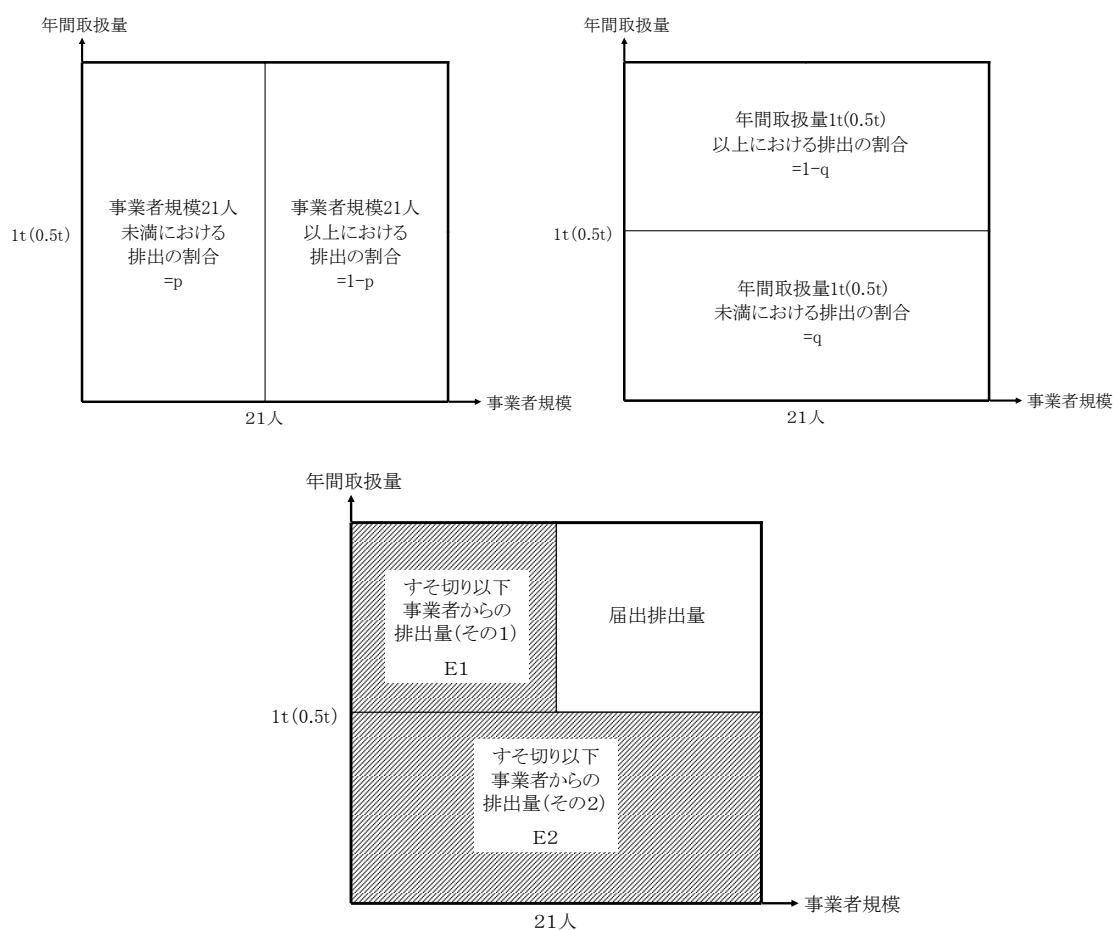 年間取扱量
1t(0.5t)
事業者規模21人
未満における
排出の割合
=p
事業者規模21人
以上における
排出の割合
=1-p
21人
事業者規模
年間取扱量
1t(0.5t)
年間取扱量1t(0.5t)
以上における排出の割合
=1-q
年間取扱量1t(0.5t)
未満における排出の割合
=q
21人
事業者規模
年間取扱量
1t(0.5t)
すそ切り以下
事業者からの
排出量(その1)
E1
届出排出量
すそ切り以下
事業者からの
排出量(その2)
E2
21人
事業者規模